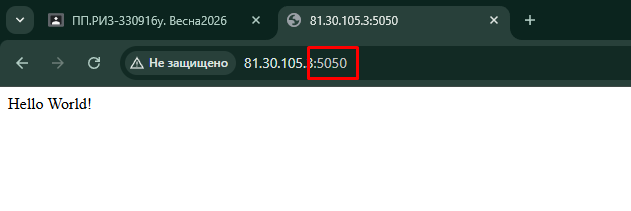 ПП.РИЗ-330916у. Весна2026
81.30.105.3:5050
Не защищено
81.30.105.3:5050
Hello World!